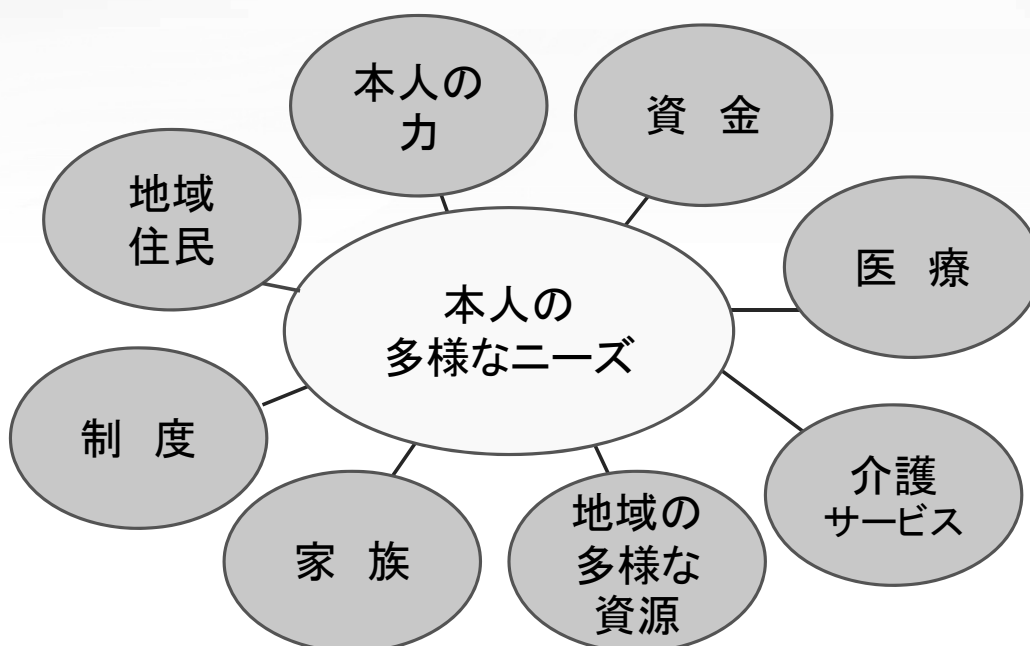 本人の
力
資　金
地域
住民
医　療
本人の
多様なニーズ
制　度
介護
サービス
家　族
地域の
多様な
資源